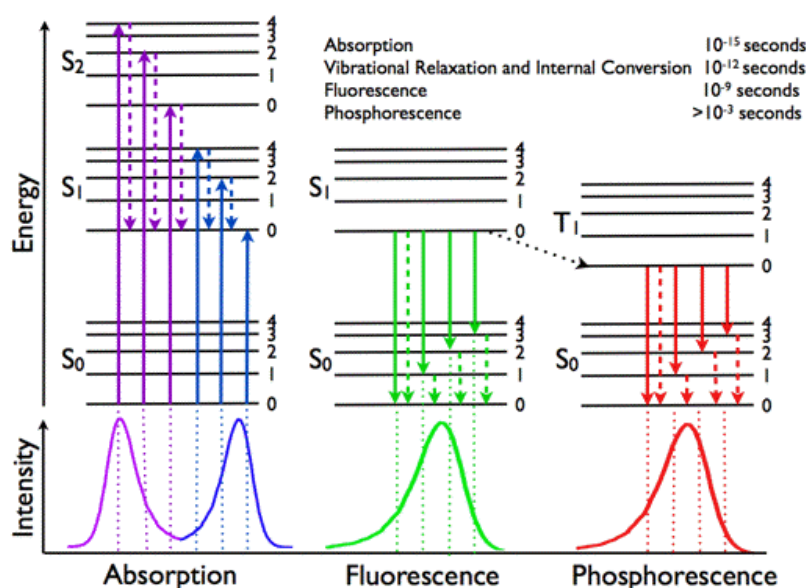 Absorption 10⁻¹⁵ seconds
Vibrational Relaxation and Internal Conversion 10⁻¹² seconds
Fluorescence 10⁻⁹ seconds
Phosphorescence >10⁻³ seconds
Energy
S₂
4
3
2
1
0
S₁
4
3
2
1
0
S₀
4
3
2
1
0
S₁
4
3
2
1
0
S₀
4
3
2
1
0
T₁
4
3
2
1
0
S₀
4
3
2
1
0
Intensity
Absorption
Fluorescence
Phosphorescence